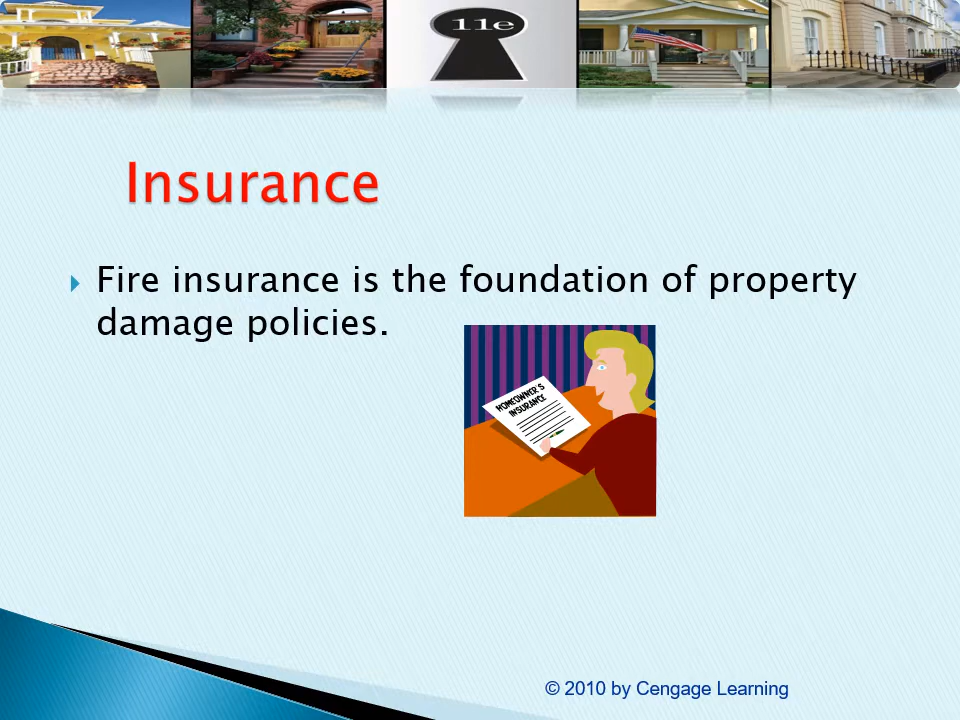 11e
Insurance
Fire insurance is the foundation of property
damage policies.
HOMEOWNER'S
INSURANCE
© 2010 by Cengage Learning